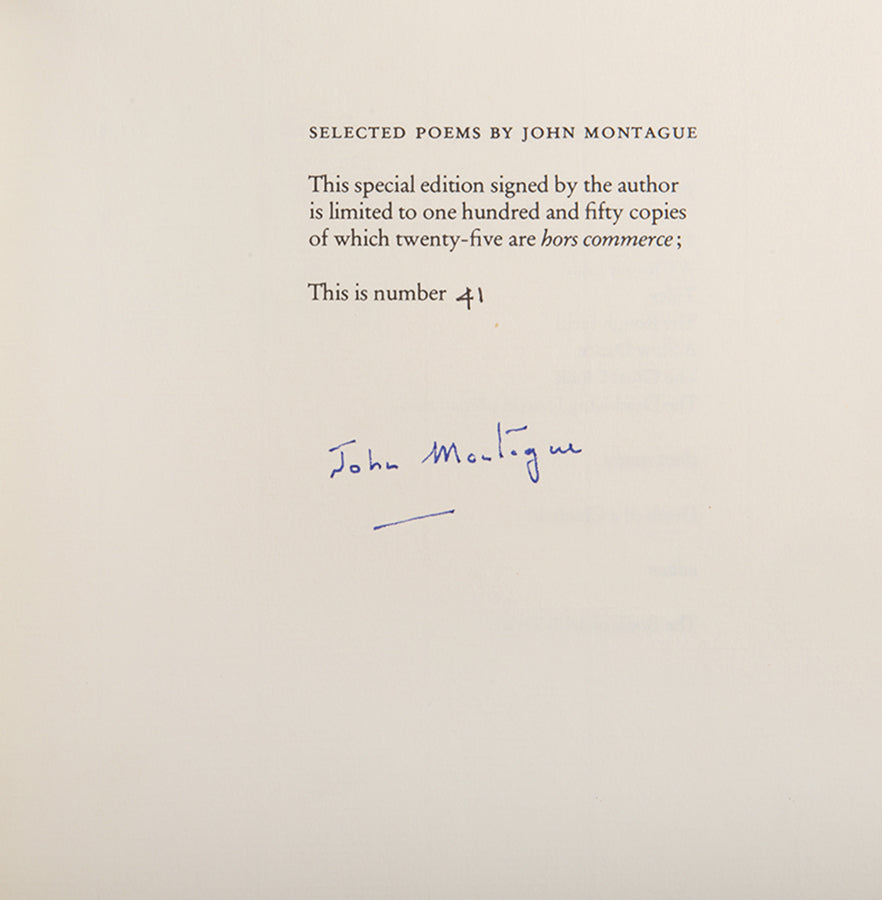 SELECTED POEMS BY JOHN MONTAGUE
This special edition signed by the author
is limited to one hundred and fifty copies
of which twenty-five are hors commerce;
This is number 41
John Montague